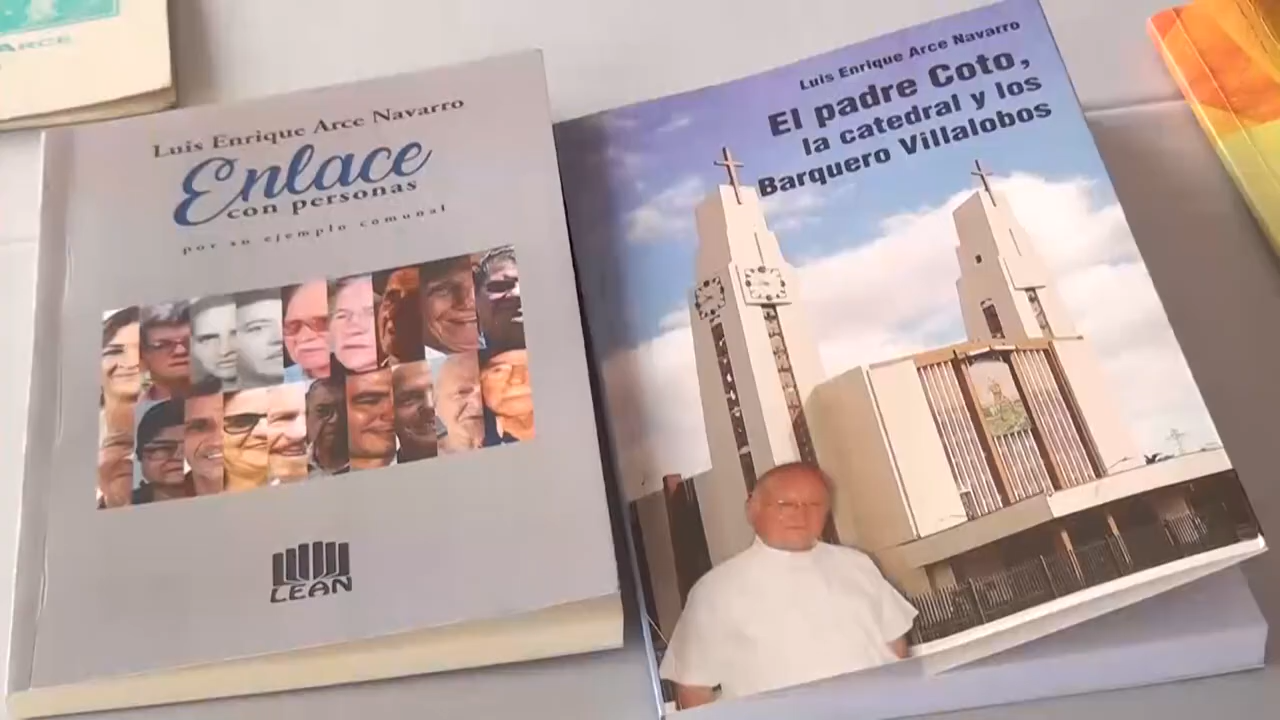 ARCE
Luis Enrique Arce Navarro
Enlace
con personas
por su ejemplo comunal
LEAN
Luis Enrique Arce Navarro
El padre Coto,
la catedral y los
Barquero Villalobos